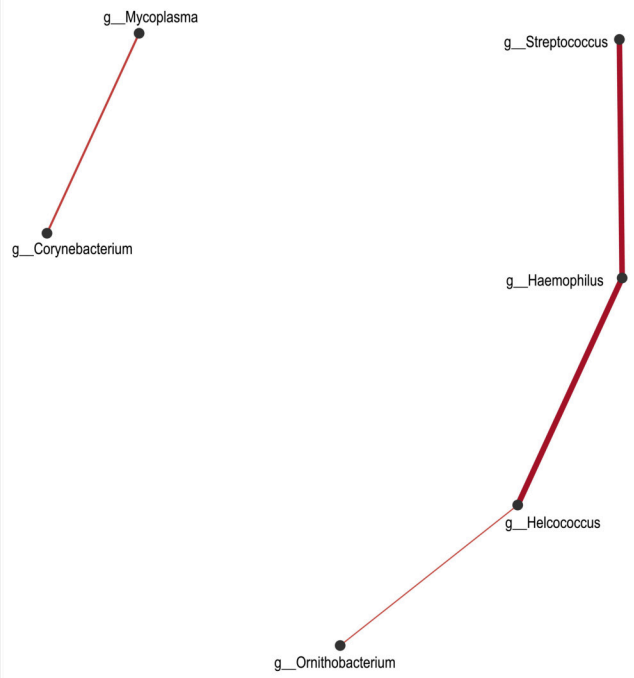 g__Mycoplasma
g__Streptococcus
g__Corynebacterium
g__Haemophilus
g__Helcococcus
g__Ornithobacterium